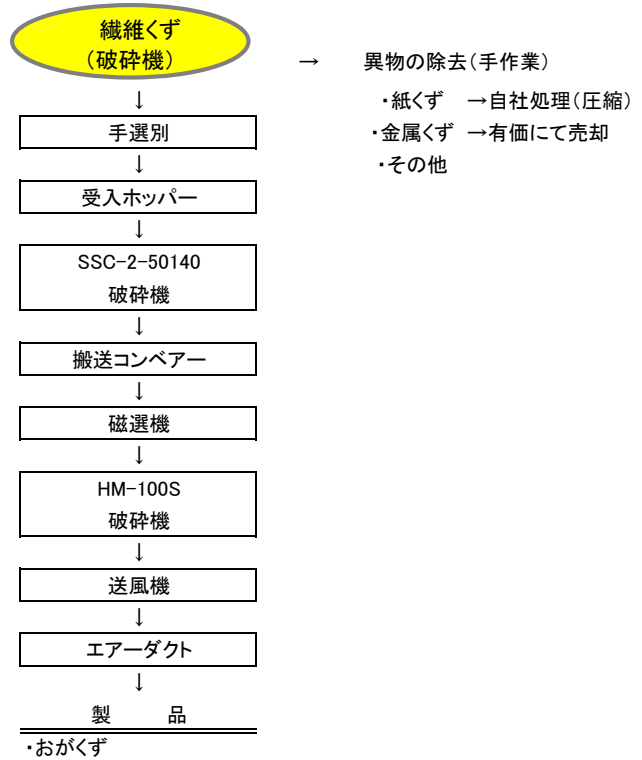 繊維くず
(破砕機)
→ 異物の除去(手作業)
・紙くず →自社処理(圧縮)
・金属くず →有価にて売却
・その他
↓
手選別
↓
受入ホッパー
↓
SSC-2-50140
破砕機
↓
搬送コンベアー
↓
磁選機
↓
HM-100S
破砕機
↓
送風機
↓
エアーダクト
↓
製 品
・おがくず